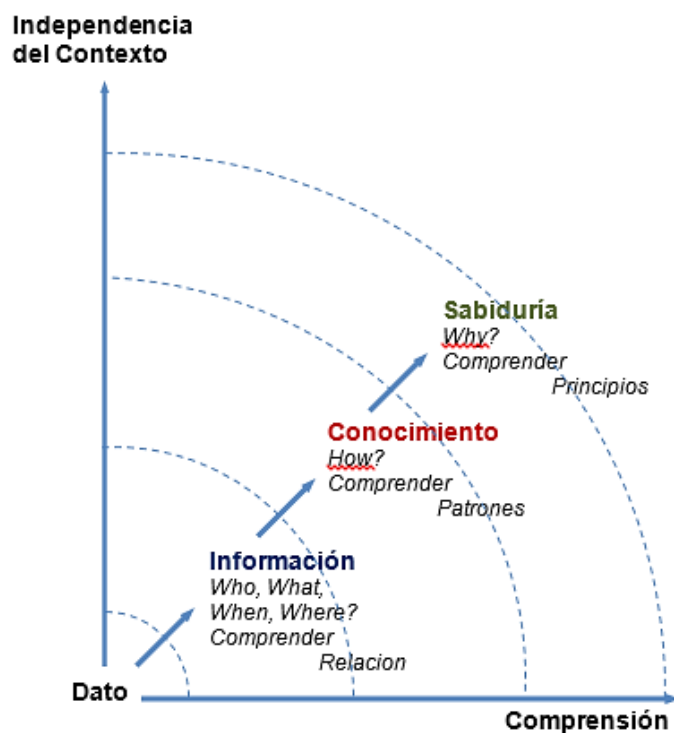 Independencia
del Contexto
Sabiduría
Why?
Comprender
Principios
Conocimiento
How?
Comprender
Patrones
Información
Who, What,
When, Where?
Comprender
Relacion
Dato
Comprensión